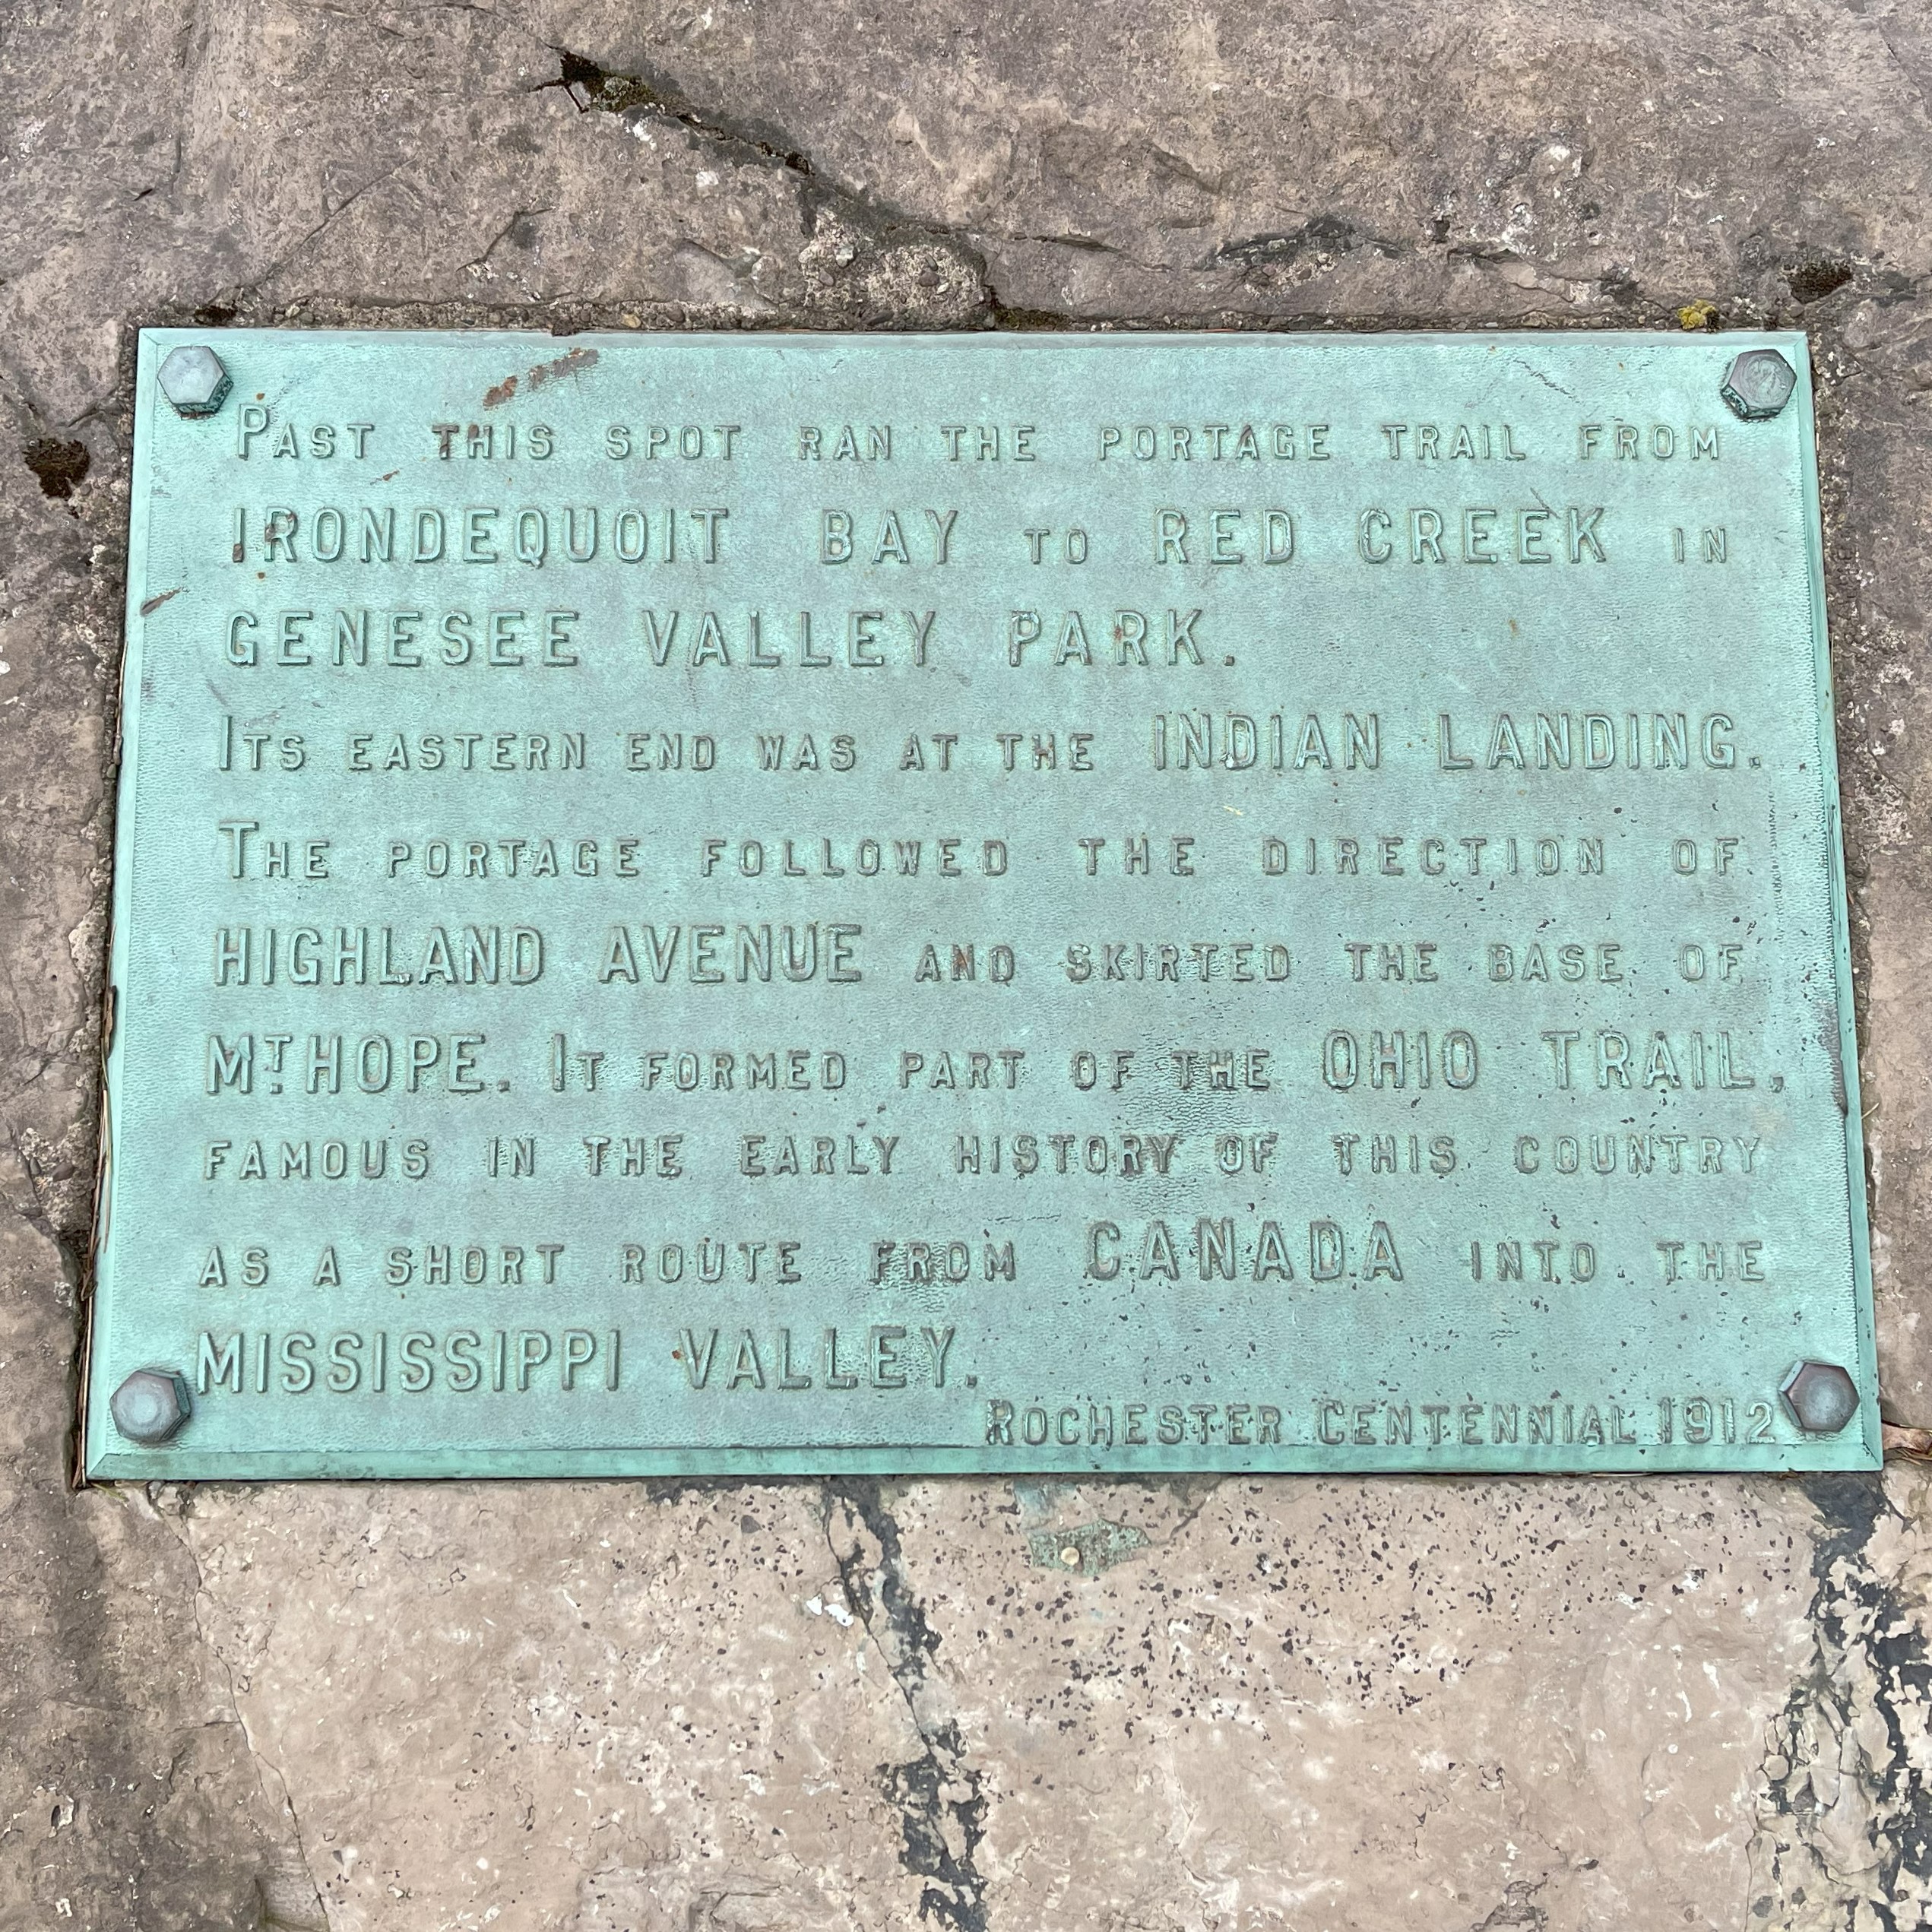 Past this spot ran the portage trail from
IRONDEQUOIT BAY to RED CREEK in
GENESEE VALLEY PARK.
Its eastern end was at the INDIAN LANDING.
The portage followed the direction of
HIGHLAND AVENUE and skirted the base of
MT. HOPE. It formed part of the OHIO TRAIL,
famous in the early history of this country
as a short route from CANADA into the
MISSISSIPPI VALLEY.
Rochester Centennial 1912